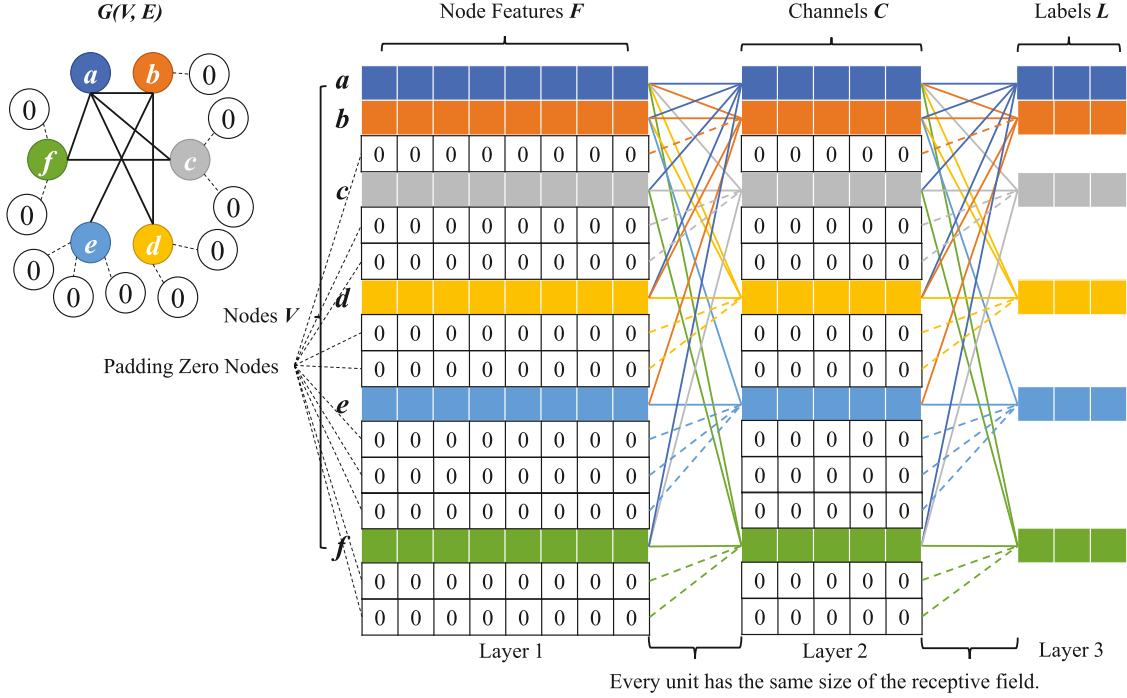 G(V, E)
Node Features F
Channels C
Labels L
a
b
0
0
0
c
f
0
0
0
e
d
0
0
0
0
0
Nodes V
Padding Zero Nodes
a
b
0 0 0 0 0 0 0 0 0 0 0 0 0
c
0 0 0 0 0 0 0 0 0 0 0 0 0
0 0 0 0 0 0 0 0 0 0 0 0 0
d
0 0 0 0 0 0 0 0 0 0 0 0 0
0 0 0 0 0 0 0 0 0 0 0 0 0
e
0 0 0 0 0 0 0 0 0 0 0 0 0
0 0 0 0 0 0 0 0 0 0 0 0 0
0 0 0 0 0 0 0 0 0 0 0 0 0
f
0 0 0 0 0 0 0 0 0 0 0 0 0
0 0 0 0 0 0 0 0 0 0 0 0 0
Layer 1
Layer 2
Layer 3
Every unit has the same size of the receptive field.